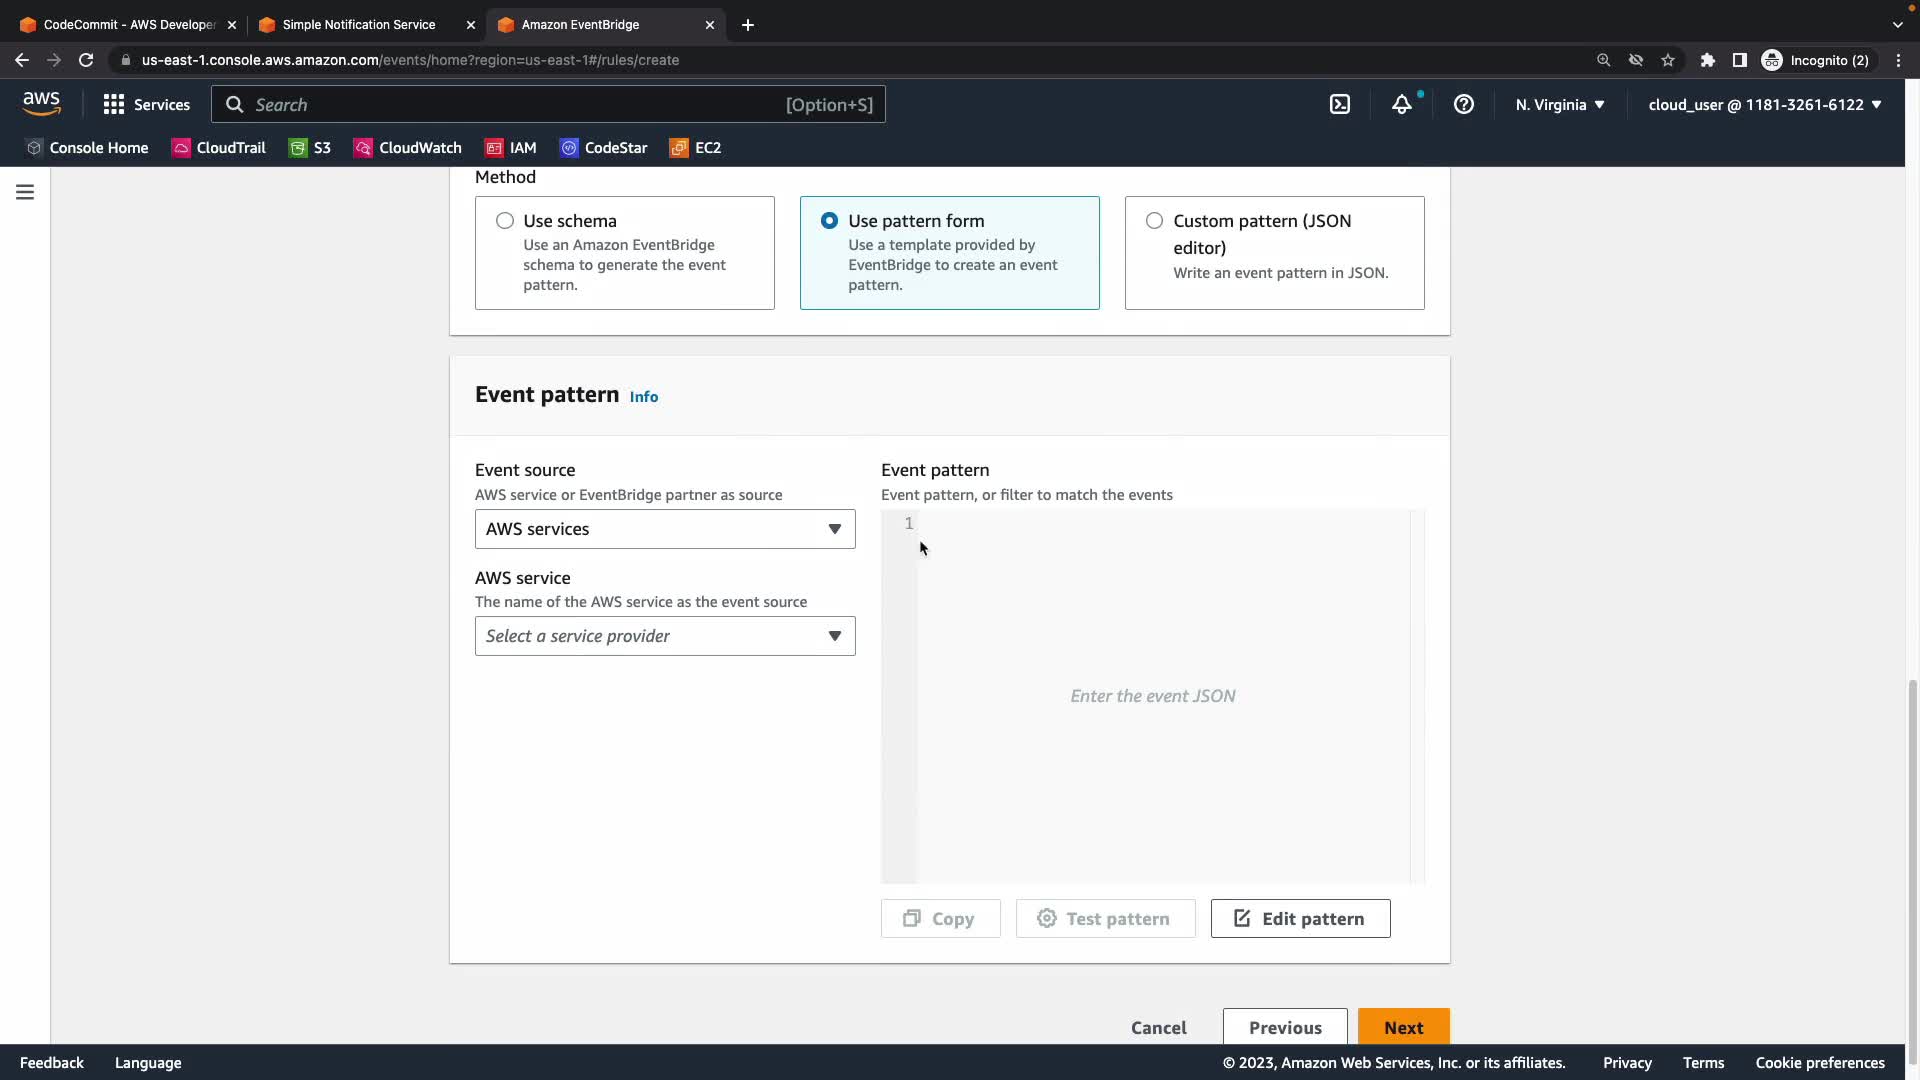 CodeCommit - AWS Developer
Simple Notification Service
Amazon EventBridge
us-east-1.console.aws.amazon.com/events/home?region=us-east-1#/rules/create
Incognito (2)
aws
Services
Search
[Option+S]
N. Virginia
cloud_user @ 1181-3261-6122
Console Home
CloudTrail
S3
CloudWatch
IAM
CodeStar
EC2
Method
Use schema
Use an Amazon EventBridge
schema to generate the event
pattern.
Use pattern form
Use a template provided by
EventBridge to create an event
pattern.
Custom pattern (JSON
editor)
Write an event pattern in JSON.
Event pattern Info
Event source
AWS service or EventBridge partner as source
AWS services
AWS service
The name of the AWS service as the event source
Select a service provider
Event pattern
Event pattern, or filter to match the events
1
Enter the event JSON
Copy
Test pattern
Edit pattern
Cancel
Previous
Next
Feedback
Language
© 2023, Amazon Web Services, Inc. or its affiliates.
Privacy
Terms
Cookie preferences